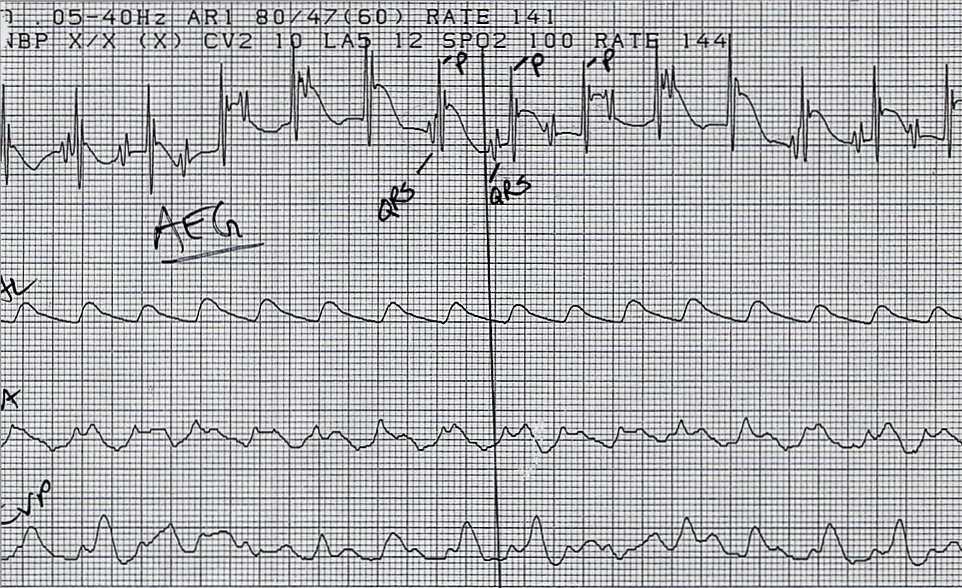 .05-40Hz AR1 80/47(60) RATE 141
NBP X/X (X) CV2 10 LA5 12 SPO2 100 RATE 144
P P P
QRS QRS
AEG